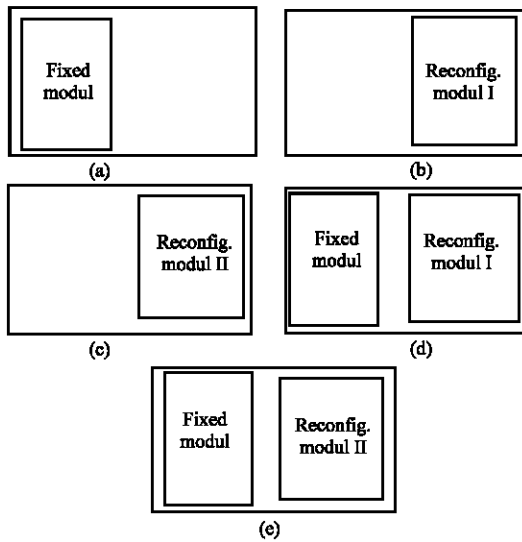 Fixed
modul
Reconfig.
modul I
(a)
(b)
Reconfig.
modul II
Fixed
modul
Reconfig.
modul I
(c)
(d)
Fixed
modul
Reconfig.
modul II
(e)